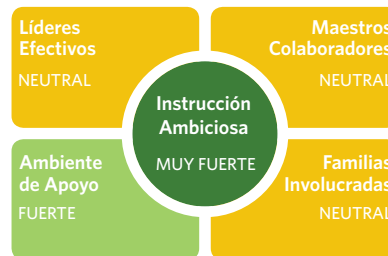 Líderes
Efectivos
NEUTRAL
Maestros
Colaboradores
NEUTRAL
Instrucción
Ambiciosa
MUY FUERTE
Ambiente
de Apoyo
FUERTE
Familias
Involucradas
NEUTRAL